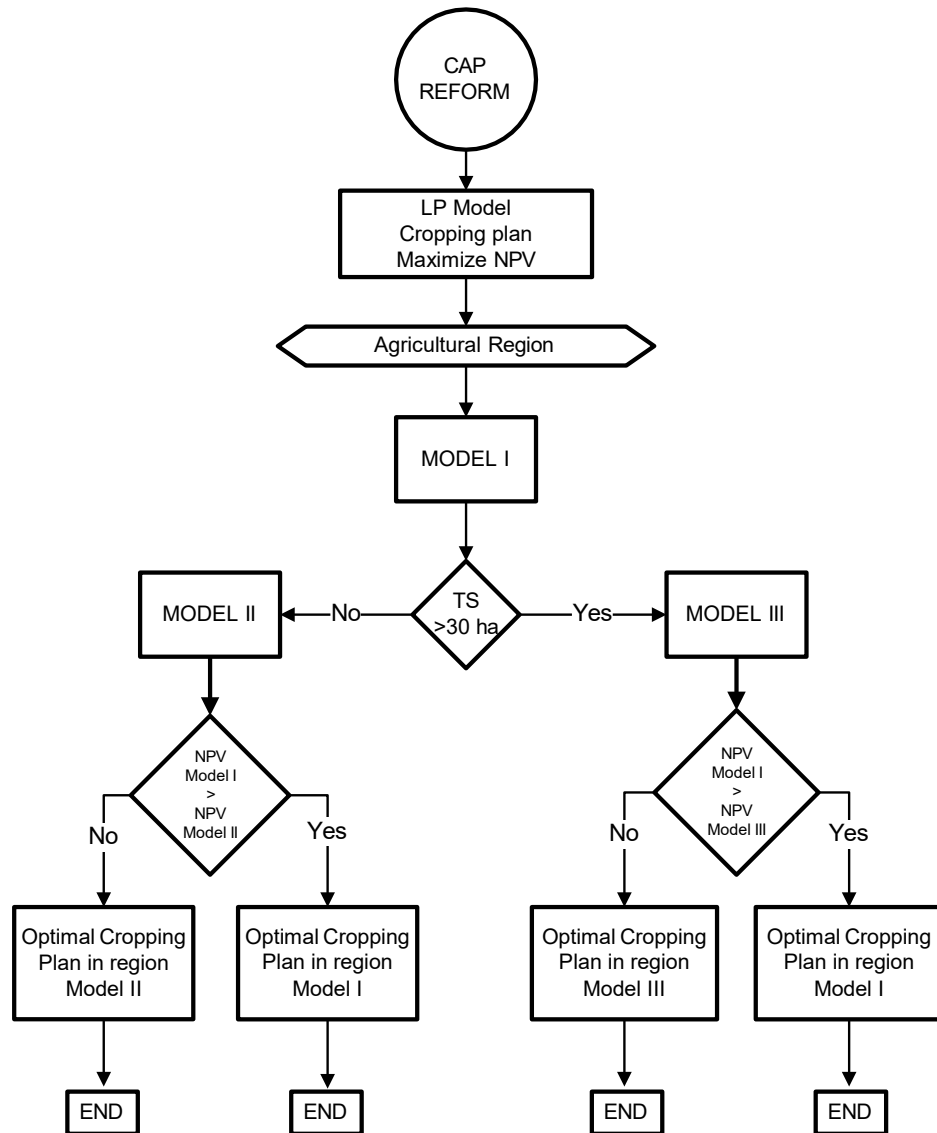 CAP
REFORM
LP Model
Cropping plan
Maximize NPV
Agricultural Region
MODEL I
TS
>30 ha
No
Yes
MODEL II
MODEL III
NPV
Model I
>
NPV
Model II
No
Yes
NPV
Model I
>
NPV
Model III
No
Yes
Optimal Cropping
Plan in region
Model II
Optimal Cropping
Plan in region
Model I
Optimal Cropping
Plan in region
Model III
Optimal Cropping
Plan in region
Model I
END
END
END
END